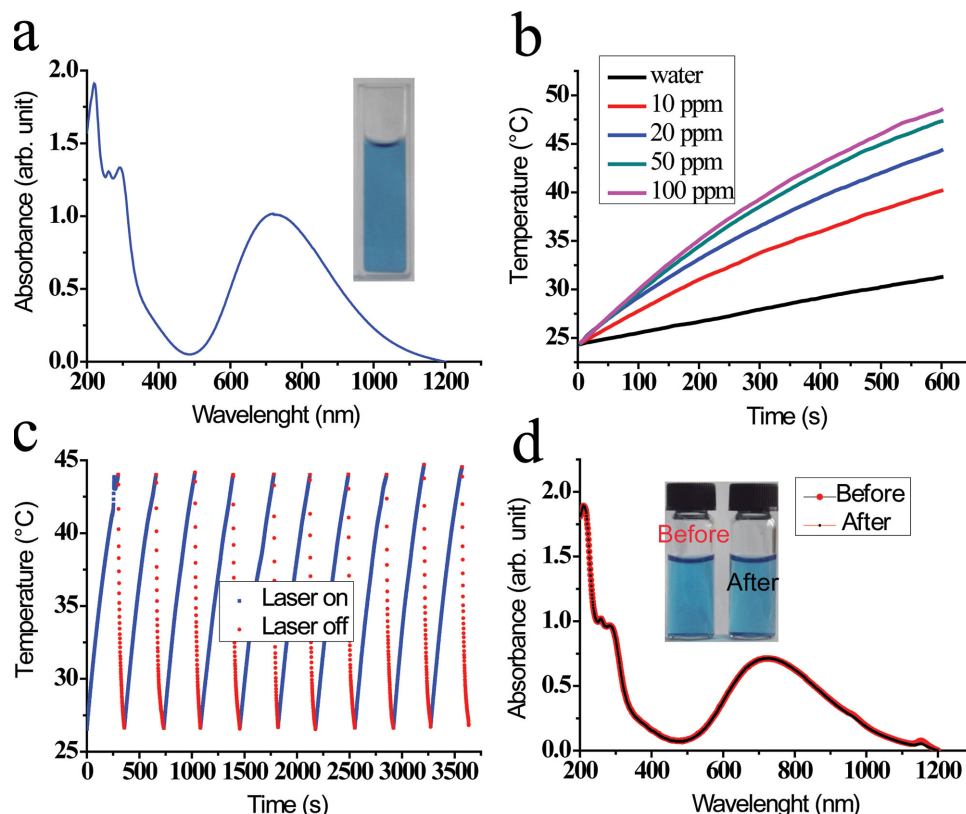 a
Absorbance (arb. unit)
2.0
1.5
1.0
0.5
0.0
200 400 600 800 1000 1200
Wavelenght (nm)
b
Temperature (°C)
50
45
40
35
30
25
water
10 ppm
20 ppm
50 ppm
100 ppm
0 100 200 300 400 500 600
Time (s)
c
Temperature (°C)
45
40
35
30
25
Laser on
Laser off
0 500 1000 1500 2000 2500 3000 3500
Time (s)
d
Absorbance (arb. unit)
2.0
1.5
1.0
0.5
0.0
Before
After
Before
After
200 400 600 800 1000 1200
Wavelenght (nm)